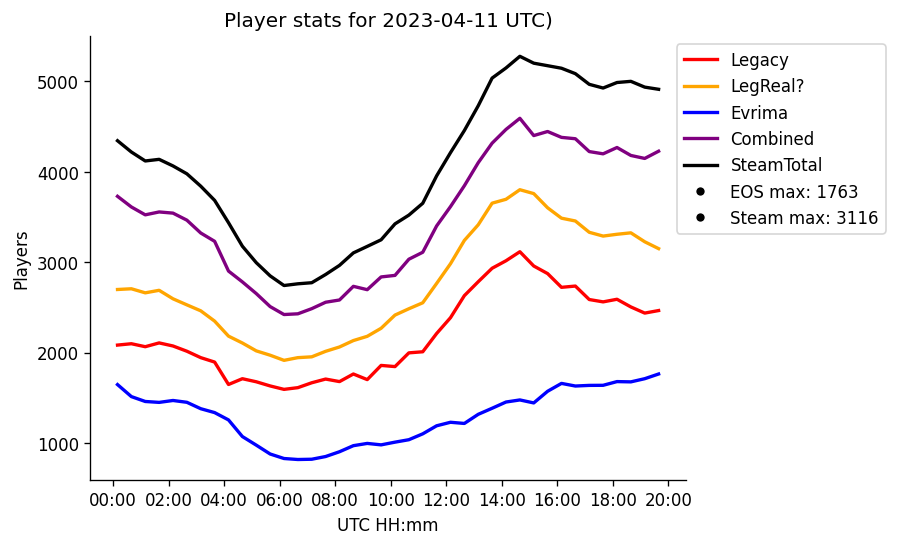 Player stats for 2023-04-11 UTC)
Players
5000
4000
3000
2000
1000
00:00 02:00 04:00 06:00 08:00 10:00 12:00 14:00 16:00 18:00 20:00
UTC HH:mm
Legacy
LegReal?
Evrima
Combined
SteamTotal
EOS max: 1763
Steam max: 3116